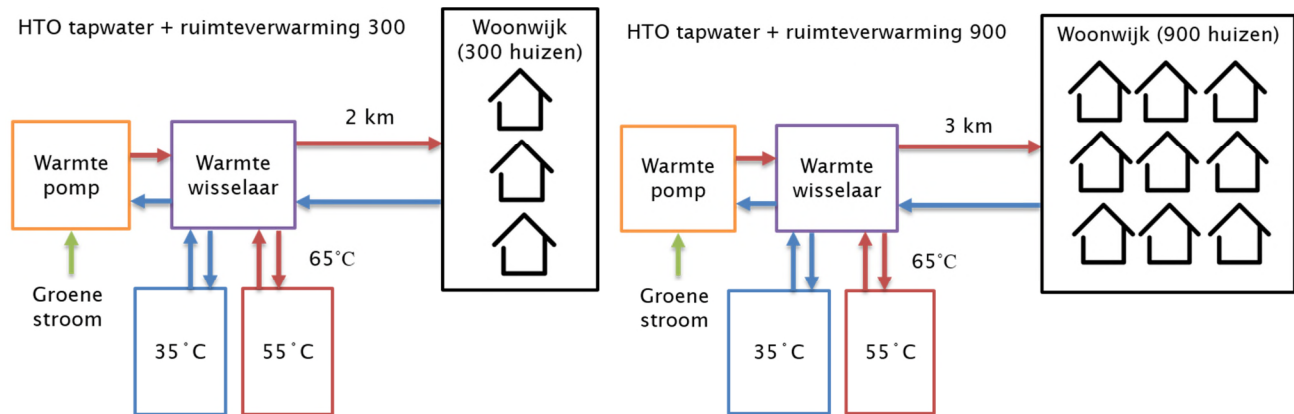 HTO tapwater + ruimteverwarming 300
Woonwijk
(300 huizen)
2 km
Warmte
pomp
Warmte
wisselaar
65°C
Groene
stroom
35°C
55°C
HTO tapwater + ruimteverwarming 900
Woonwijk (900 huizen)
3 km
Warmte
pomp
Warmte
wisselaar
65°C
Groene
stroom
35°C
55°C